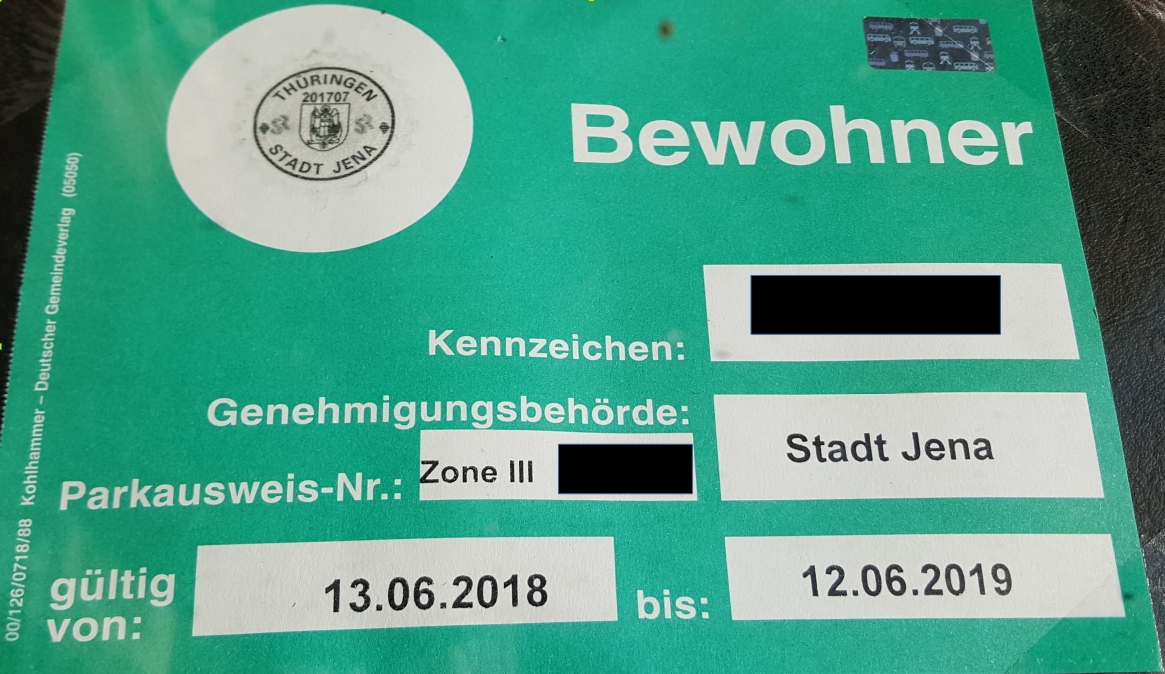 THÜRINGEN
201707
STADT JENA
Bewohner
Kennzeichen:
Genehmigungsbehörde: Stadt Jena
Parkausweis-Nr.: Zone III
gültig von: 13.06.2018 bis: 12.06.2019
00/126/0718/88 Kohlhammer – Deutscher Gemeindeverlag (05050)